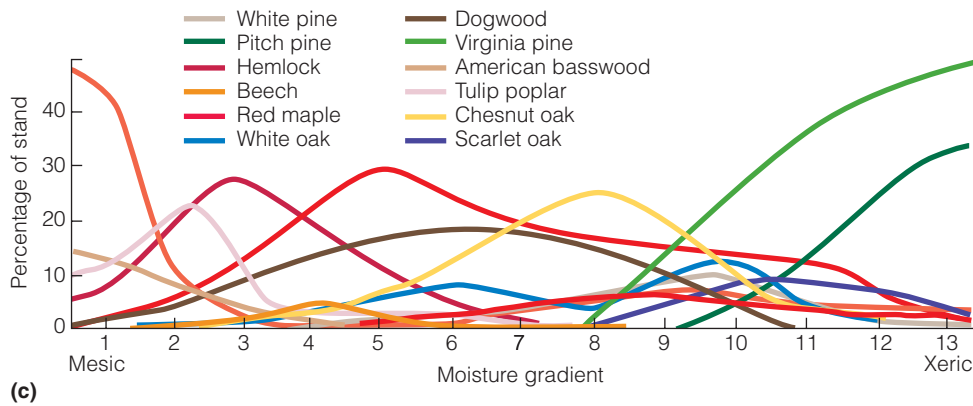 White pine
Pitch pine
Hemlock
Beech
Red maple
White oak
Dogwood
Virginia pine
American basswood
Tulip poplar
Chesnut oak
Scarlet oak
Percentage of stand
40
30
20
10
0
1 2 3 4 5 6 7 8 9 10 11 12 13
Mesic Xeric
Moisture gradient
(c)